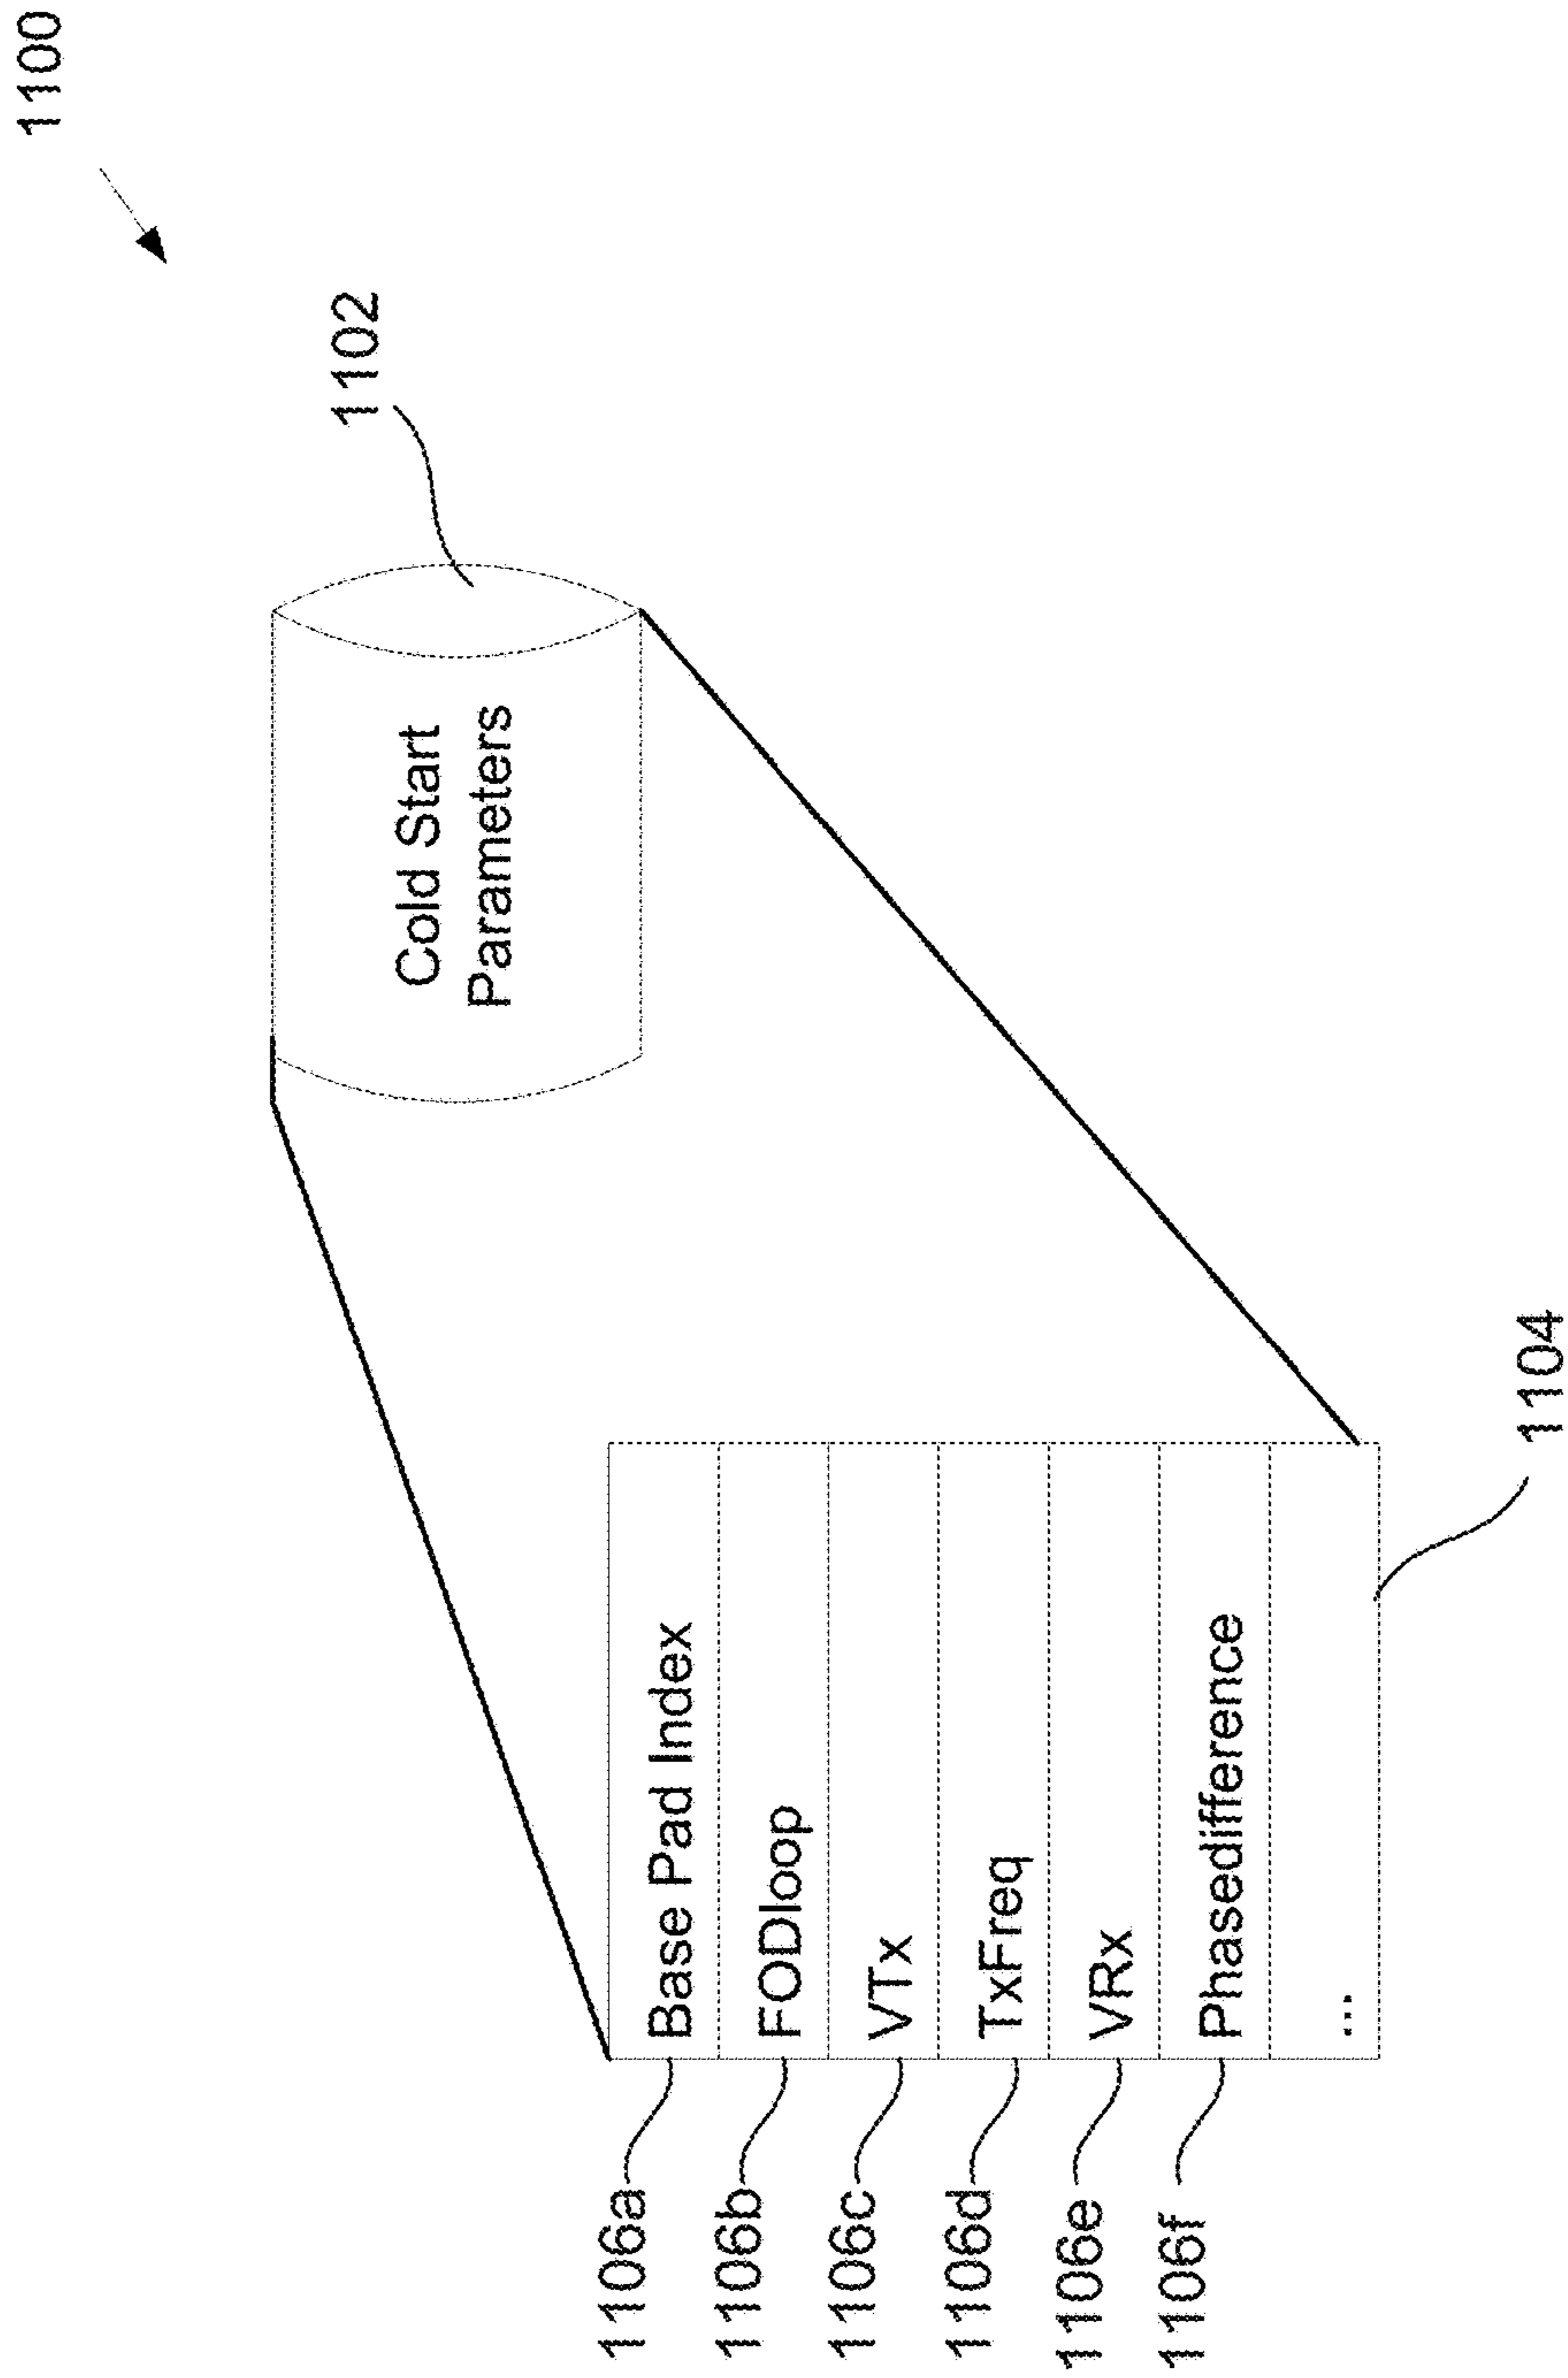 1100
1102
Cold Start
Parameters
1106a
Base Pad Index
1106b
FODloop
1106c
VTx
1106d
TxFreq
1106e
VRx
1106f
Phasedifference
...
1104